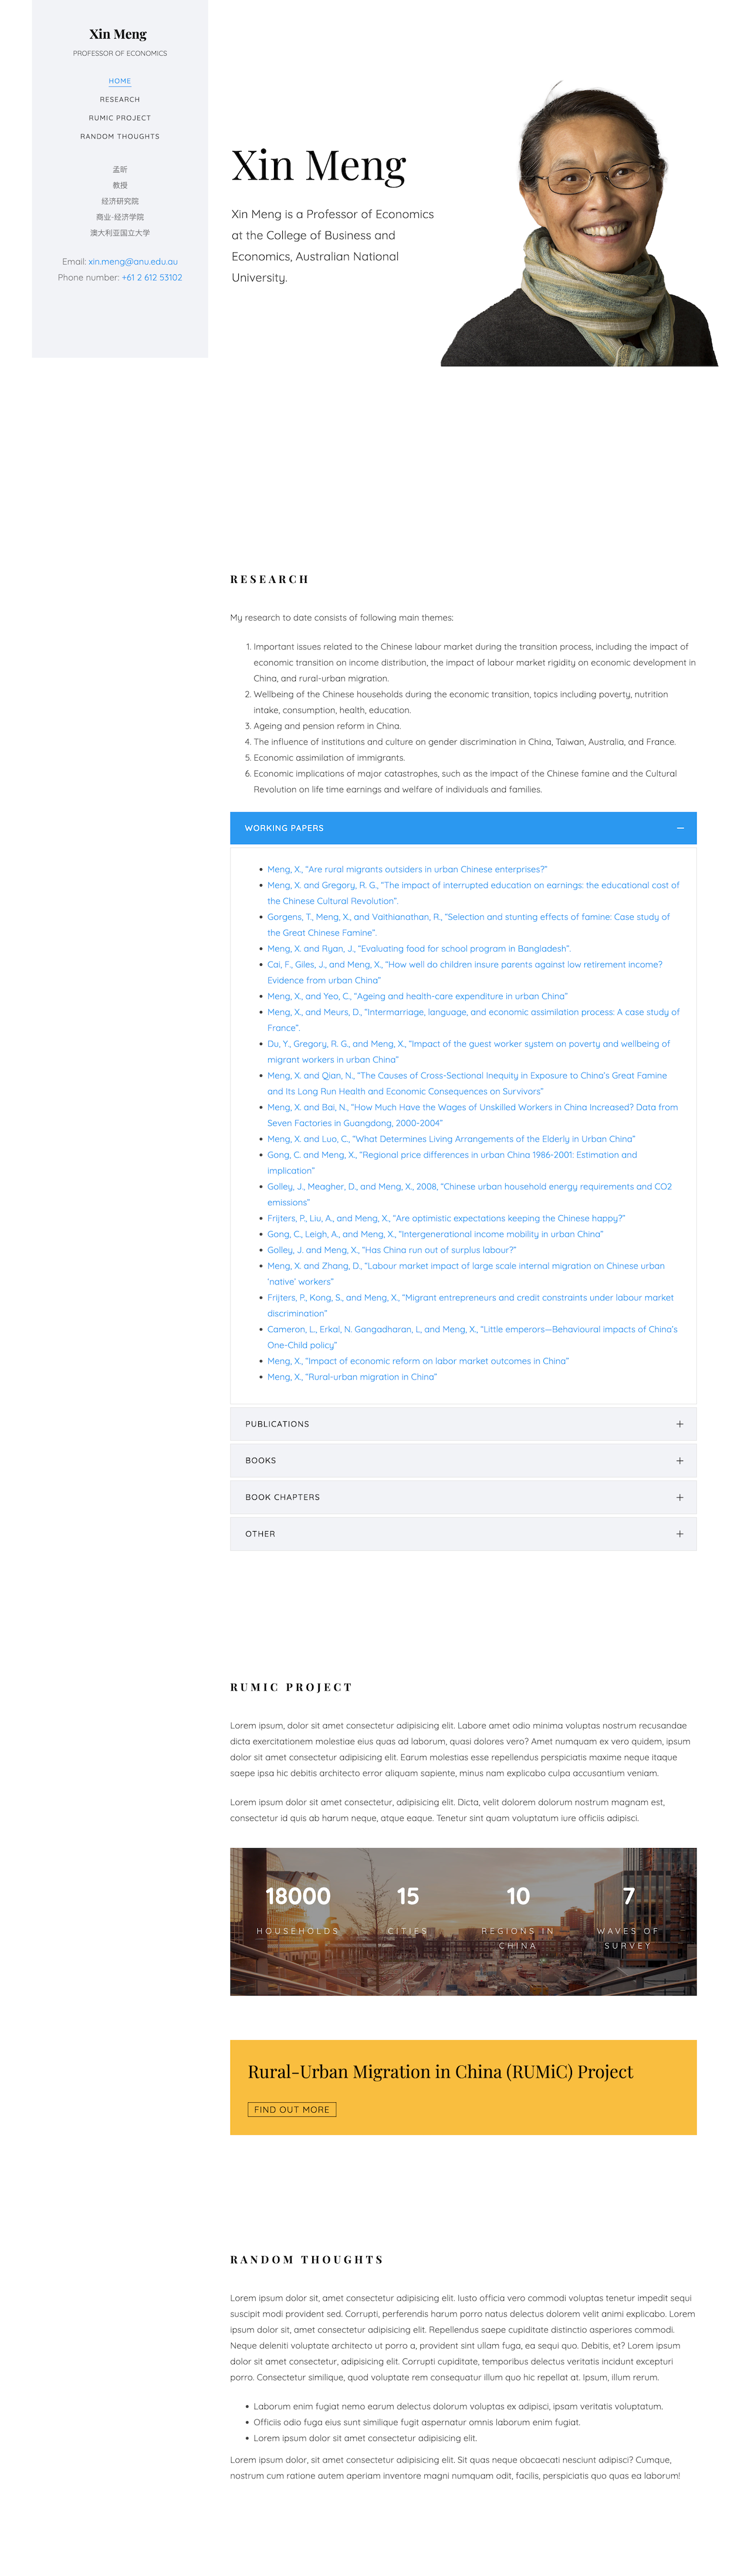 Xin Meng
PROFESSOR OF ECONOMICS
HOME
RESEARCH
RUMIC PROJECT
RANDOM THOUGHTS
孟昕
教授
经济研究院
商业-经济学院
澳大利亚国立大学
Email: xin.meng@anu.edu.au
Phone number: +61 2 612 53102
Xin Meng
Xin Meng is a Professor of Economics
at the College of Business and
Economics, Australian National
University.
RESEARCH
My research to date consists of following main themes:
1. Important issues related to the Chinese labour market during the transition process, including the impact of
economic transition on income distribution, the impact of labour market rigidity on economic development in
China, and rural-urban migration.
2. Wellbeing of the Chinese households during the economic transition, topics including poverty, nutrition
intake, consumption, health, education.
3. Ageing and pension reform in China.
4. The influence of institutions and culture on gender discrimination in China, Taiwan, Australia, and France.
5. Economic assimilation of immigrants.
6. Economic implications of major catastrophes, such as the impact of the Chinese famine and the Cultural
Revolution on life time earnings and welfare of individuals and families.
WORKING PAPERS
• Meng, X., “Are rural migrants outsiders in urban Chinese enterprises?”
• Meng, X. and Gregory, R. G., “The impact of interrupted education on earnings: the educational cost of
the Chinese Cultural Revolution”.
• Gorgens, T., Meng, X., and Vaithianathan, R., “Selection and stunting effects of famine: Case study of
the Great Chinese Famine”.
• Meng, X. and Ryan, J., “Evaluating food for school program in Bangladesh”.
• Cai, F., Giles, J., and Meng, X., “How well do children insure parents against low retirement income?
Evidence from urban China”
• Meng, X., and Yeo, C., “Ageing and health-care expenditure in urban China”
• Meng, X., and Meurs, D., “Intermarriage, language, and economic assimilation process: A case study of
France”.
• Du, Y., Gregory, R. G., and Meng, X., “Impact of the guest worker system on poverty and wellbeing of
migrant workers in urban China”
• Meng, X. and Qian, N., “The Causes of Cross-Sectional Inequity in Exposure to China’s Great Famine
and Its Long Run Health and Economic Consequences on Survivors”
• Meng, X. and Bai, N., “How Much Have the Wages of Unskilled Workers in China Increased? Data from
Seven Factories in Guangdong, 2000-2004”
• Meng, X. and Luo, C., “What Determines Living Arrangements of the Elderly in Urban China”
• Gong, C. and Meng, X., “Regional price differences in urban China 1986-2001: Estimation and
implication”
• Golley, J., Meagher, D., and Meng, X., 2008, “Chinese urban household energy requirements and CO2
emissions”
• Frijters, P., Liu, A., and Meng, X., “Are optimistic expectations keeping the Chinese happy?”
• Gong, C., Leigh, A., and Meng, X., “Intergenerational income mobility in urban China”
• Golley, J. and Meng, X., “Has China run out of surplus labour?”
• Meng, X. and Zhang, D., “Labour market impact of large scale internal migration on Chinese urban
‘native’ workers”
• Frijters, P., Kong, S., and Meng, X., “Migrant entrepreneurs and credit constraints under labour market
discrimination”
• Cameron, L., Erkal, N. Gangadharan, L, and Meng, X., “Little emperors—Behavioural impacts of China’s
One-Child policy”
• Meng, X., “Impact of economic reform on labor market outcomes in China”
• Meng, X., “Rural-urban migration in China”
PUBLICATIONS
BOOKS
BOOK CHAPTERS
OTHER
RUMIC PROJECT
Lorem ipsum, dolor sit amet consectetur adipisicing elit. Labore amet odio minima voluptas nostrum recusandae
dicta exercitationem molestiae eius quas ad laborum, quasi dolores vero? Amet numquam ex vero quidem, ipsum
dolor sit amet consectetur adipisicing elit. Earum molestias esse repellendus perspiciatis maxime neque itaque
saepe ipsa hic debitis architecto error aliquam sapiente, minus nam explicabo culpa accusantium veniam.
Lorem ipsum dolor sit amet consectetur, adipisicing elit. Dicta, velit dolorem dolorum nostrum magnam est,
consectetur id quis ab harum neque, atque eaque. Tenetur sint quam voluptatum iure officiis adipisci.
18000 15 10 7
HOUSEHOLDS CITIES REGIONS IN WAVES OF
CHINA SURVEY
Rural-Urban Migration in China (RUMiC) Project
FIND OUT MORE
RANDOM THOUGHTS
Lorem ipsum dolor sit, amet consectetur adipisicing elit. Iusto officia vero commodi voluptas tenetur impedit sequi
suscipit modi provident sed. Corrupti, perferendis harum porro natus delectus dolorem velit animi explicabo. Lorem
ipsum dolor sit, amet consectetur adipisicing elit. Repellendus saepe cupiditate distinctio asperiores commodi.
Neque deleniti voluptate architecto ut porro a, provident sint ullam fuga, ea sequi quo. Debitis, et? Lorem ipsum
dolor sit amet consectetur, adipisicing elit. Corrupti cupiditate, temporibus delectus veritatis incidunt excepturi
porro. Consectetur similique, quod voluptate rem consequatur illum quo hic repellat at. Ipsum, illum rerum.
• Laborum enim fugiat nemo earum delectus dolorum voluptas ex adipisci, ipsam veritatis voluptatum.
• Officiis odio fuga eius sunt similique fugit aspernatur omnis laborum enim fugiat.
• Lorem ipsum dolor sit amet consectetur adipisicing elit.
Lorem ipsum dolor, sit amet consectetur adipisicing elit. Sit quas neque obcaecati nesciunt adipisci? Cumque,
nostrum cum ratione autem aperiam inventore magni numquam odit, facilis, perspiciatis quo quas ea laborum!